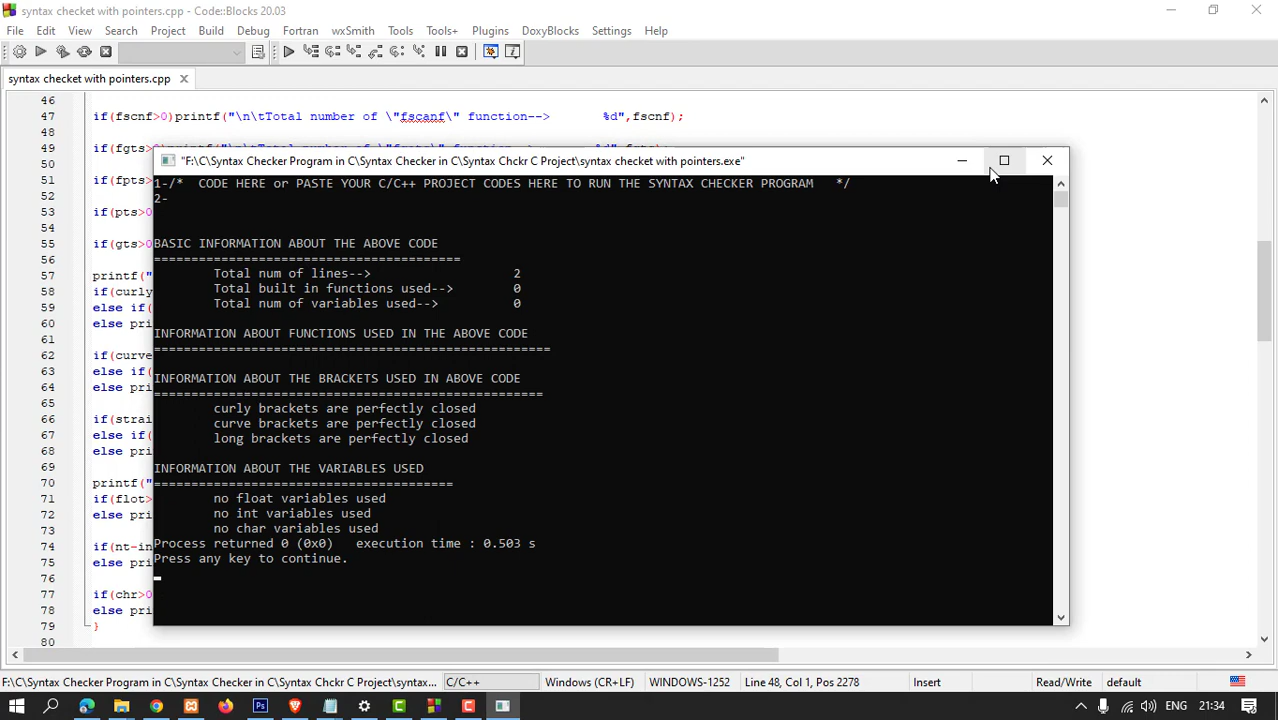 syntax checket with pointers.cpp - Code::Blocks 20.03
File Edit View Search Project Build Debug Fortran wxSmith Tools Tools+ Plugins DoxyBlocks Settings Help
syntax checket with pointers.cpp
46
47 if(fscnf>0)printf("\n\tTotal number of \"fscanf\" function--> %d",fscnf);
48
49 if(fgts>0)
"F:\C\Syntax Checker Program in C\Syntax Checker in C\Syntax Chckr C Project\syntax checket with pointers.exe"
51 if(fpts>
52
53 if(pts>0
54
55 if(gts>0
56
57 printf("
58 if(curly
59 else if(
60 else pri
61
62 if(curve
63 else if(
64 else pri
65
66 if(strai
67 else if(
68 else pri
69
70 printf("
71 if(flot>
72 else pri
73
74 if(nt-in
75 else pri
76
77 if(chr>0
78 else pri
79 }
80
1-/* CODE HERE or PASTE YOUR C/C++ PROJECT CODES HERE TO RUN THE SYNTAX CHECKER PROGRAM */
2-
BASIC INFORMATION ABOUT THE ABOVE CODE
=========================================
Total num of lines--> 2
Total built in functions used--> 0
Total num of variables used--> 0
INFORMATION ABOUT FUNCTIONS USED IN THE ABOVE CODE
=====================================================
INFORMATION ABOUT THE BRACKETS USED IN ABOVE CODE
====================================================
curly brackets are perfectly closed
curve brackets are perfectly closed
long brackets are perfectly closed
INFORMATION ABOUT THE VARIABLES USED
========================================
no float variables used
no int variables used
no char variables used
Process returned 0 (0x0) execution time : 0.503 s
Press any key to continue.
F:\C\Syntax Checker Program in C\Syntax Checker in C\Syntax Chckr C Project\syntax... C/C++ Windows (CR+LF) WINDOWS-1252 Line 48, Col 1, Pos 2278 Insert Read/Write default
ENG 21:34